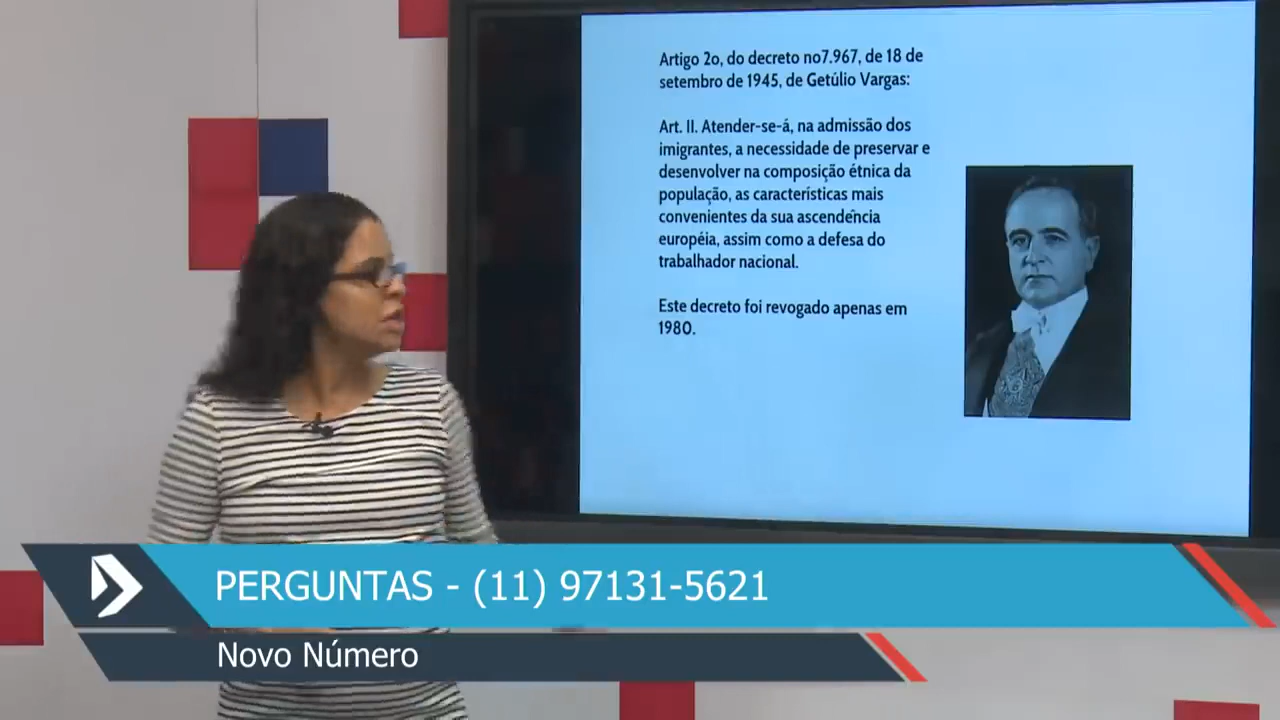 Artigo 2o, do decreto no7.967, de 18 de
setembro de 1945, de Getúlio Vargas:
Art. II. Atender-se-á, na admissão dos
imigrantes, a necessidade de preservar e
desenvolver na composição étnica da
população, as características mais
convenientes da sua ascendência
européia, assim como a defesa do
trabalhador nacional.
Este decreto foi revogado apenas em
1980.
PERGUNTAS - (11) 97131-5621
Novo Número